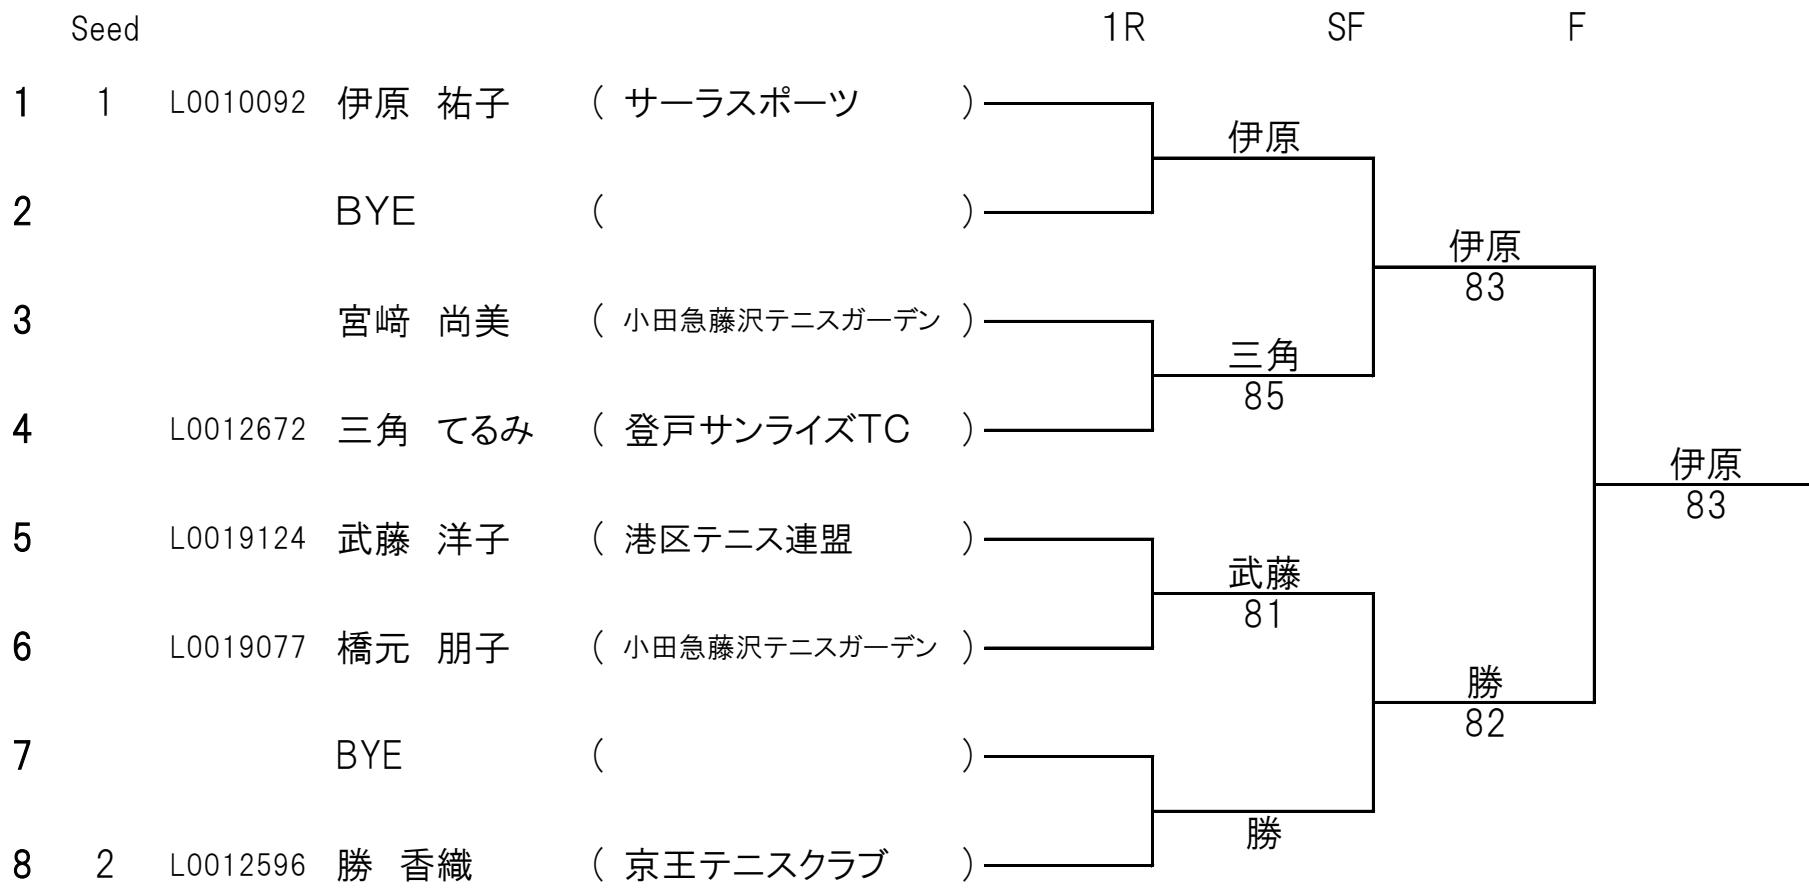 Seed 1R SF F
1 1 L0010092 伊原 祐子 ( サーラスポーツ )
伊原
2 BYE ( )
伊原
83
3 宮﨑 尚美 ( 小田急藤沢テニスガーデン )
三角
85
4 L0012672 三角 てるみ ( 登戸サンライズTC )
伊原
83
5 L0019124 武藤 洋子 ( 港区テニス連盟 )
武藤
81
6 L0019077 橋元 朋子 ( 小田急藤沢テニスガーデン )
勝
82
7 BYE ( )
勝
8 2 L0012596 勝 香織 ( 京王テニスクラブ )